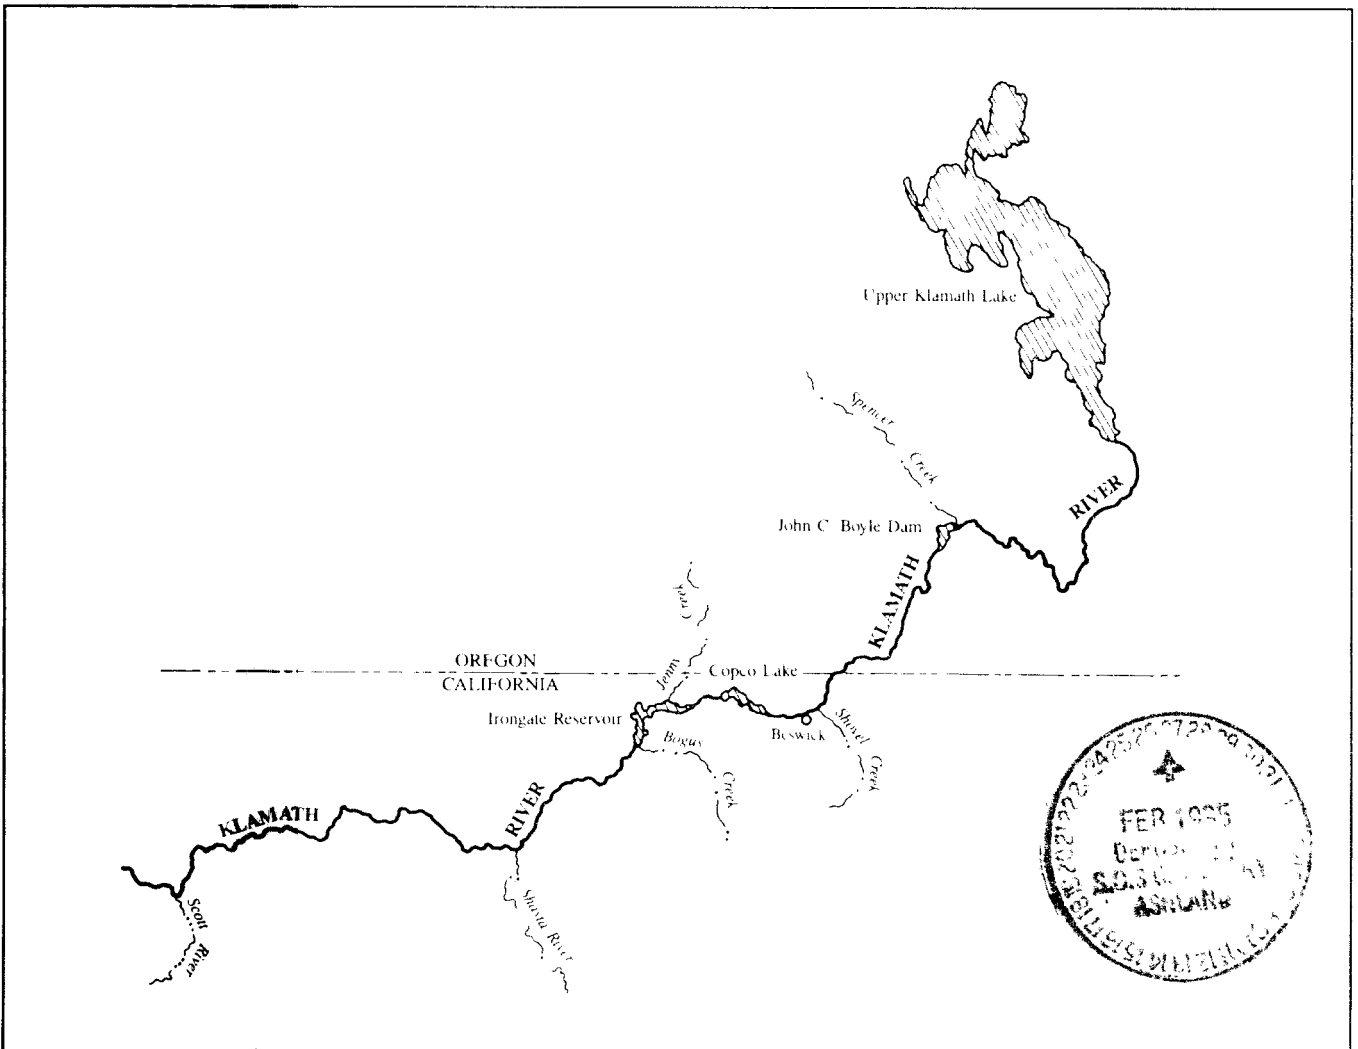 Upper Klamath Lake
Spencer
Creek
RIVER
John C. Boyle Dam
KLAMATH
Creek
Jenny
OREGON
CALIFORNIA
Copco Lake
Irongate Reservoir
Bogus
Creek
Beswick
Shovel
Creek
KLAMATH
RIVER
Scott
River
Shasta River
FEB 1985
ASHLAND